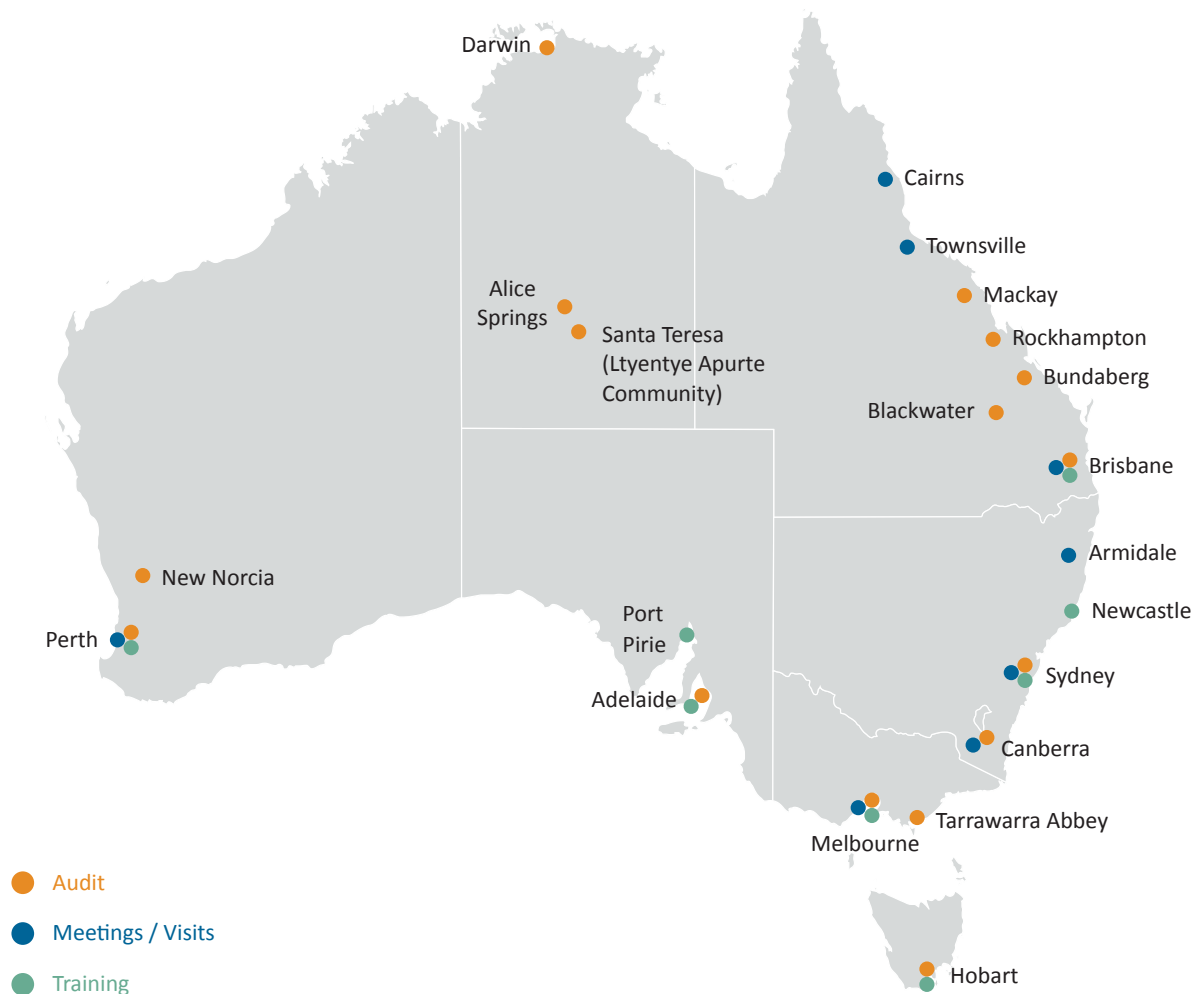 Darwin
Cairns
Townsville
Alice
Springs
Mackay
Santa Teresa
(Ltyentye Apurte
Community)
Rockhampton
Bundaberg
Blackwater
Brisbane
Armidale
New Norcia
Newcastle
Port
Pirie
Perth
Sydney
Adelaide
Canberra
Tarrawarra Abbey
Melbourne
Audit
Meetings / Visits
Hobart
Training